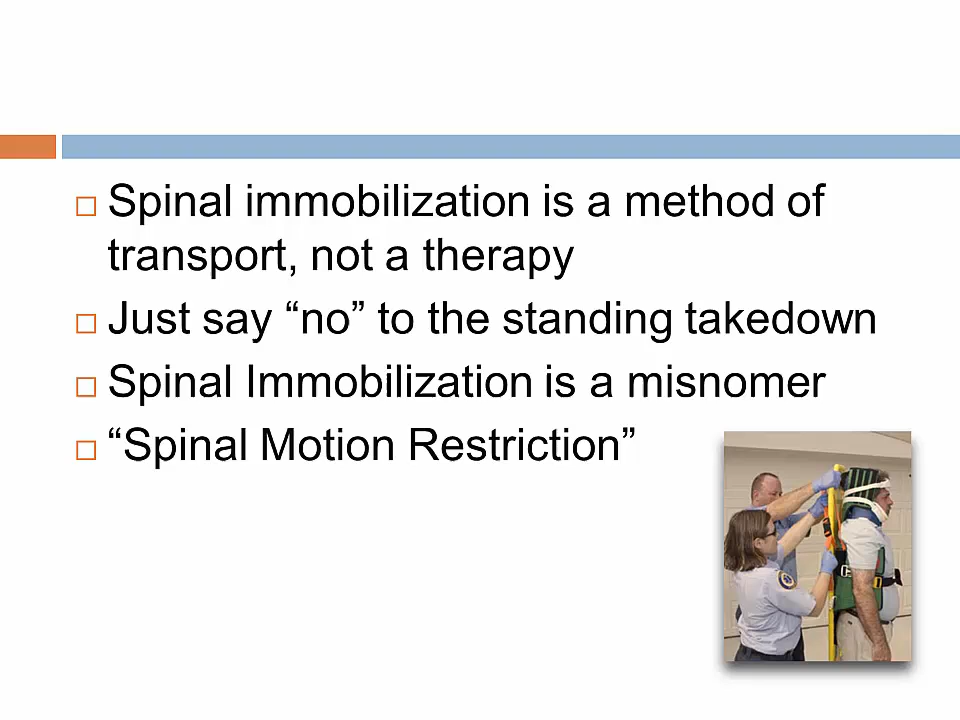 Spinal immobilization is a method of
transport, not a therapy
Just say “no” to the standing takedown
Spinal Immobilization is a misnomer
“Spinal Motion Restriction”